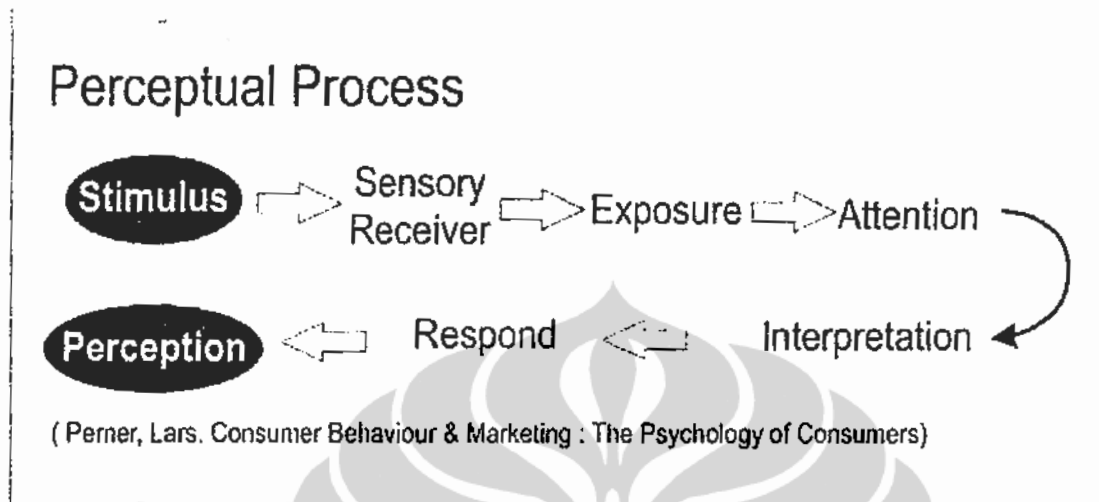 Perceptual Process
Stimulus
Sensory
Receiver
Exposure
Attention
Interpretation
Respond
Perception
( Perner, Lars. Consumer Behaviour & Marketing : The Psychology of Consumers)